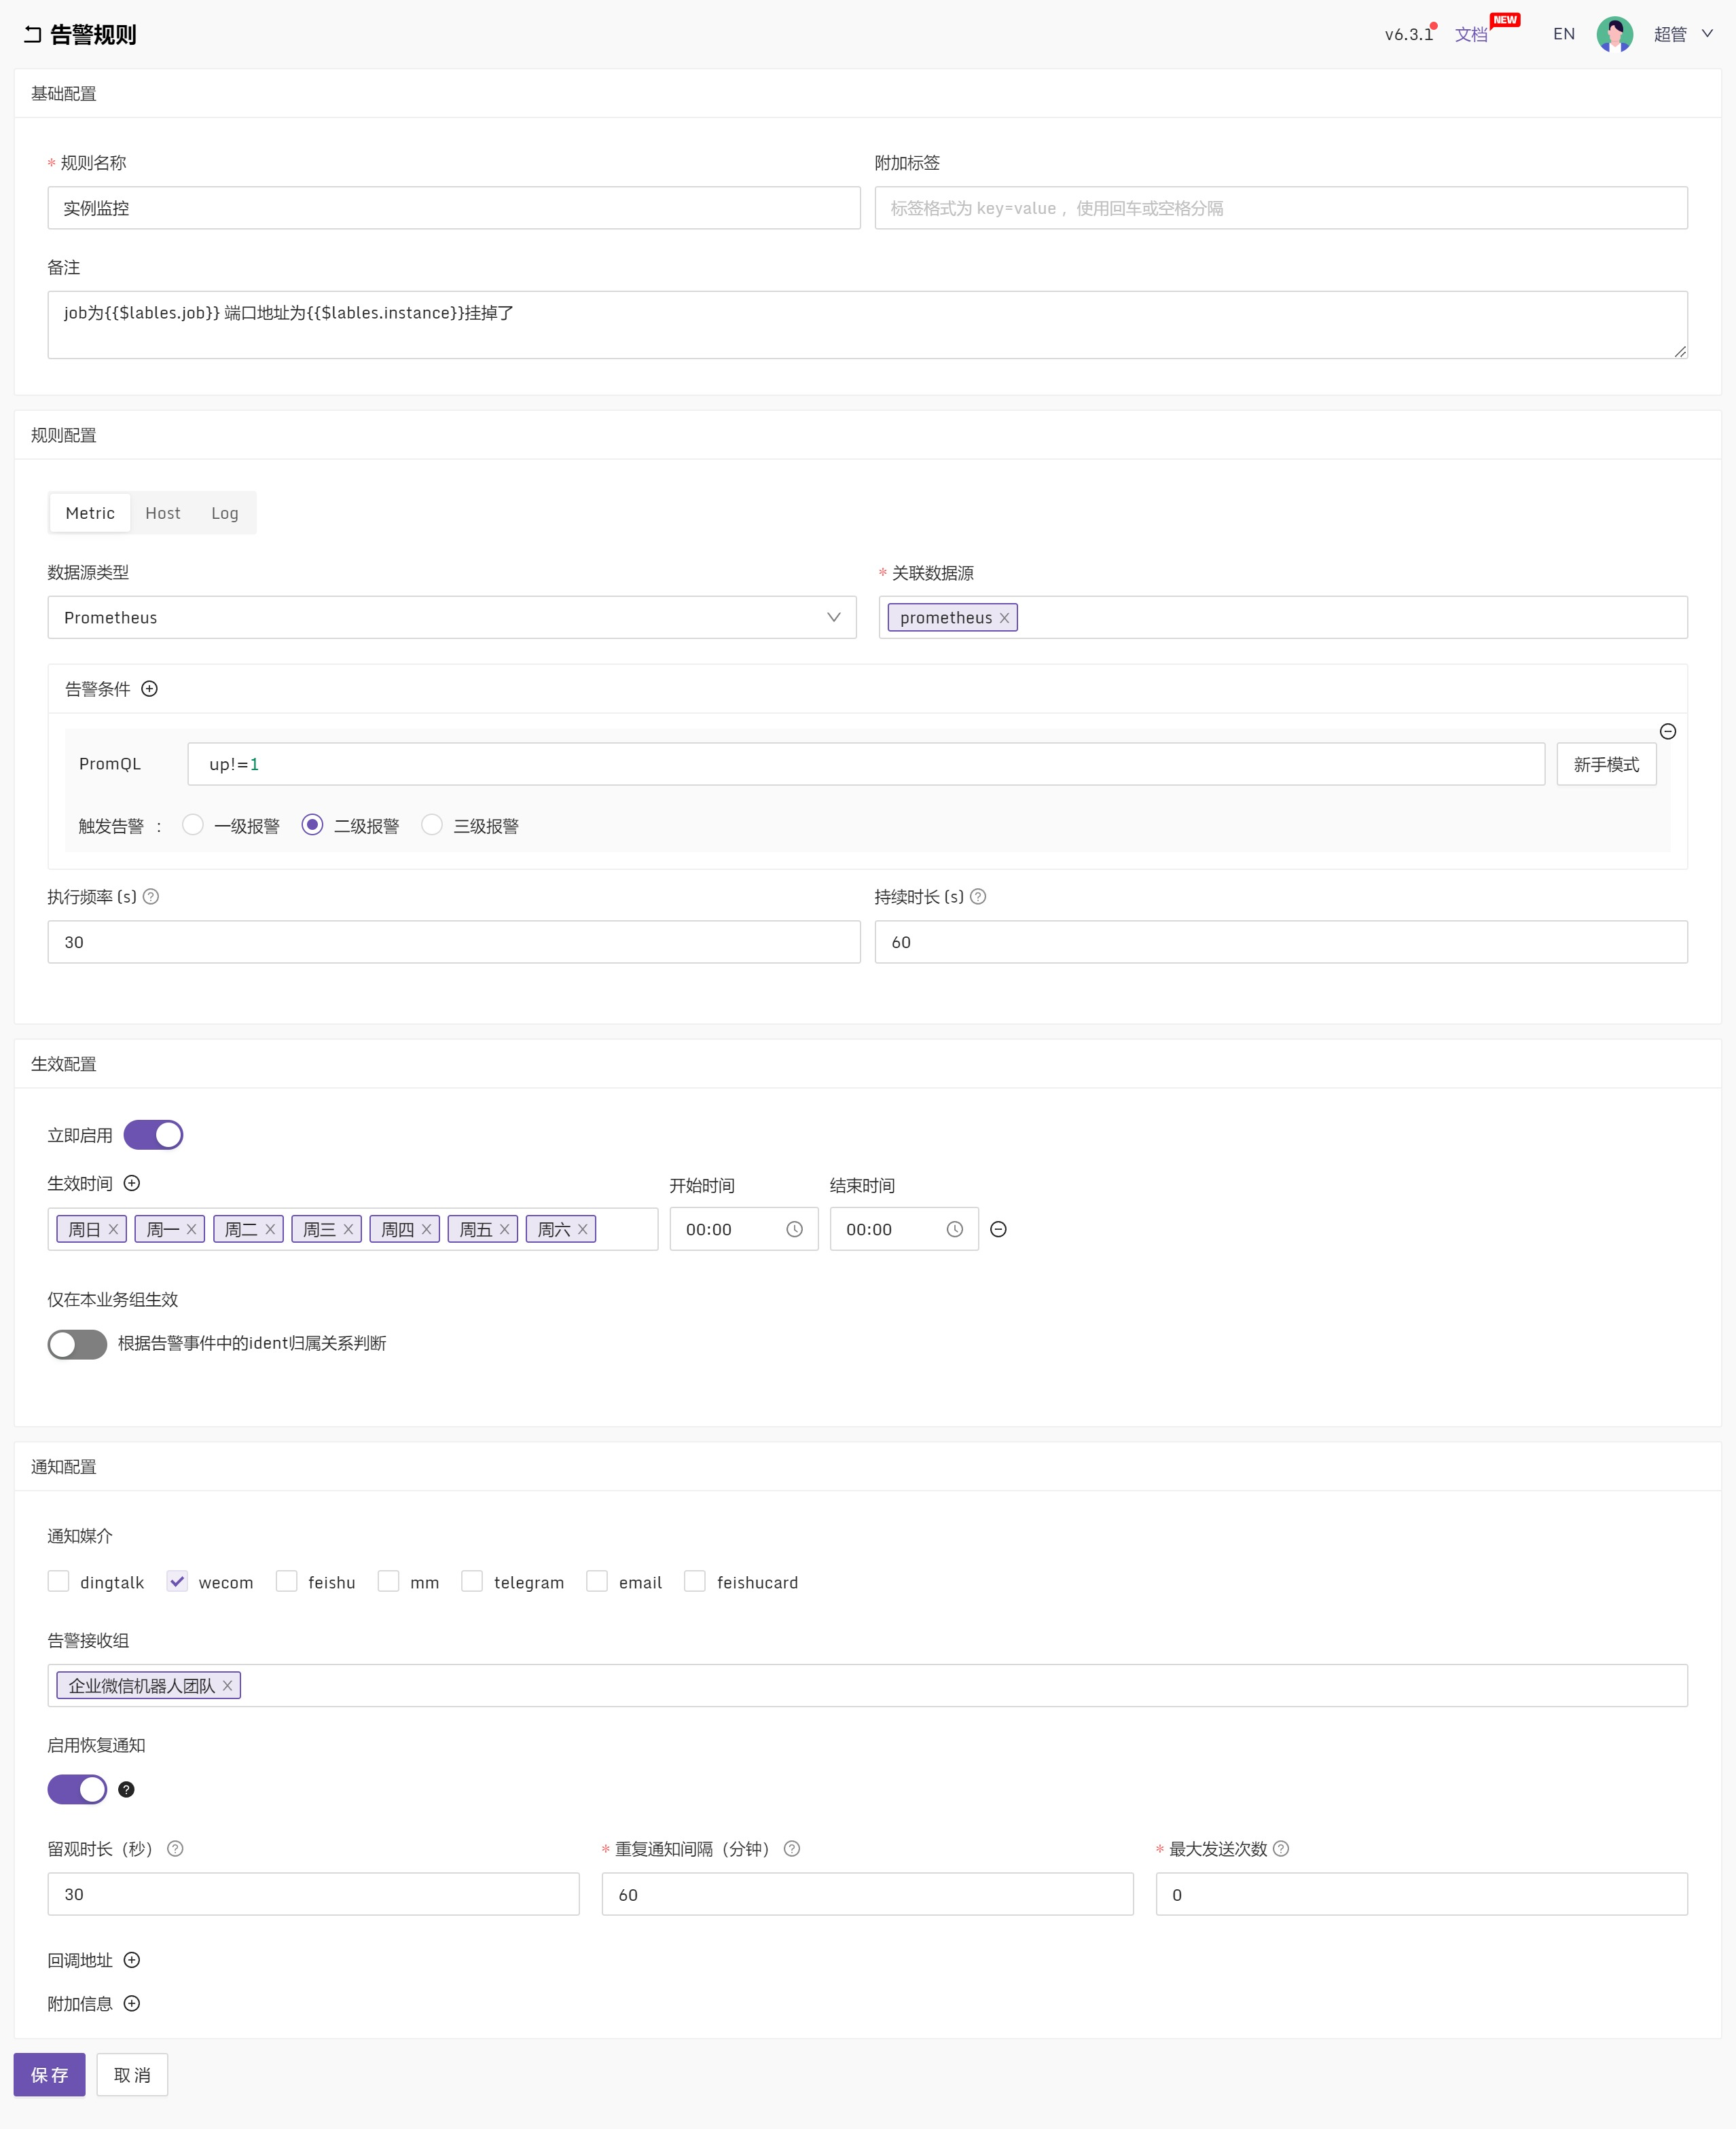 告警规则
v6.3.1 文档 NEW EN 超管
基础配置
* 规则名称 附加标签
实例监控 标签格式为 key=value ，使用回车或空格分隔
备注
job为{{$lables.job}} 端口地址为{{$lables.instance}}挂掉了
规则配置
Metric Host Log
数据源类型 * 关联数据源
Prometheus prometheus
告警条件
PromQL up!=1 新手模式
触发告警 : 一级报警 二级报警 三级报警
执行频率 (s) 持续时长 (s)
30 60
生效配置
立即启用
生效时间 开始时间 结束时间
周日 周一 周二 周三 周四 周五 周六 00:00 00:00
仅在本业务组生效
根据告警事件中的ident归属关系判断
通知配置
通知媒介
dingtalk wecom feishu mm telegram email feishucard
告警接收组
企业微信机器人团队
启用恢复通知
留观时长（秒） * 重复通知间隔（分钟） * 最大发送次数
30 60 0
回调地址
附加信息
保存 取消